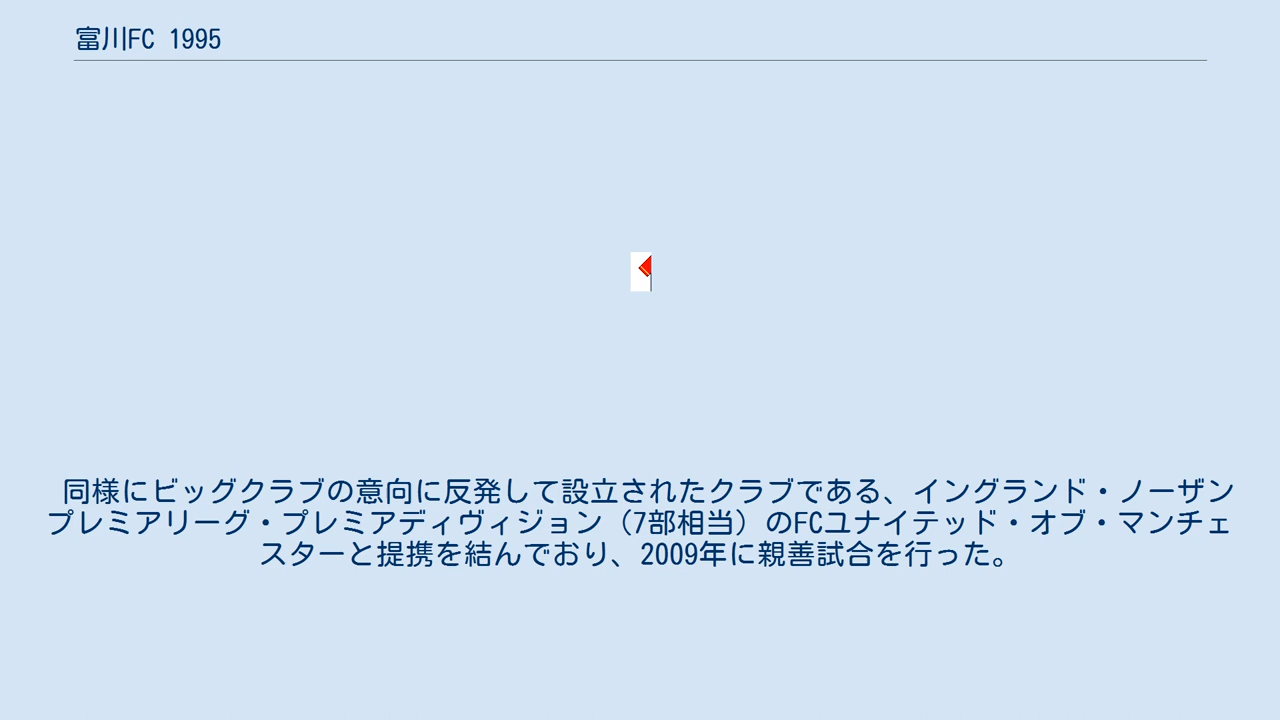 富川FC 1995
同様にビッグクラブの意向に反発して設立されたクラブである、イングランド・ノーザン
プレミアリーグ・プレミアディヴィジョン（7部相当）のFCユナイテッド・オブ・マンチェ
スターと提携を結んでおり、2009年に親善試合を行った。